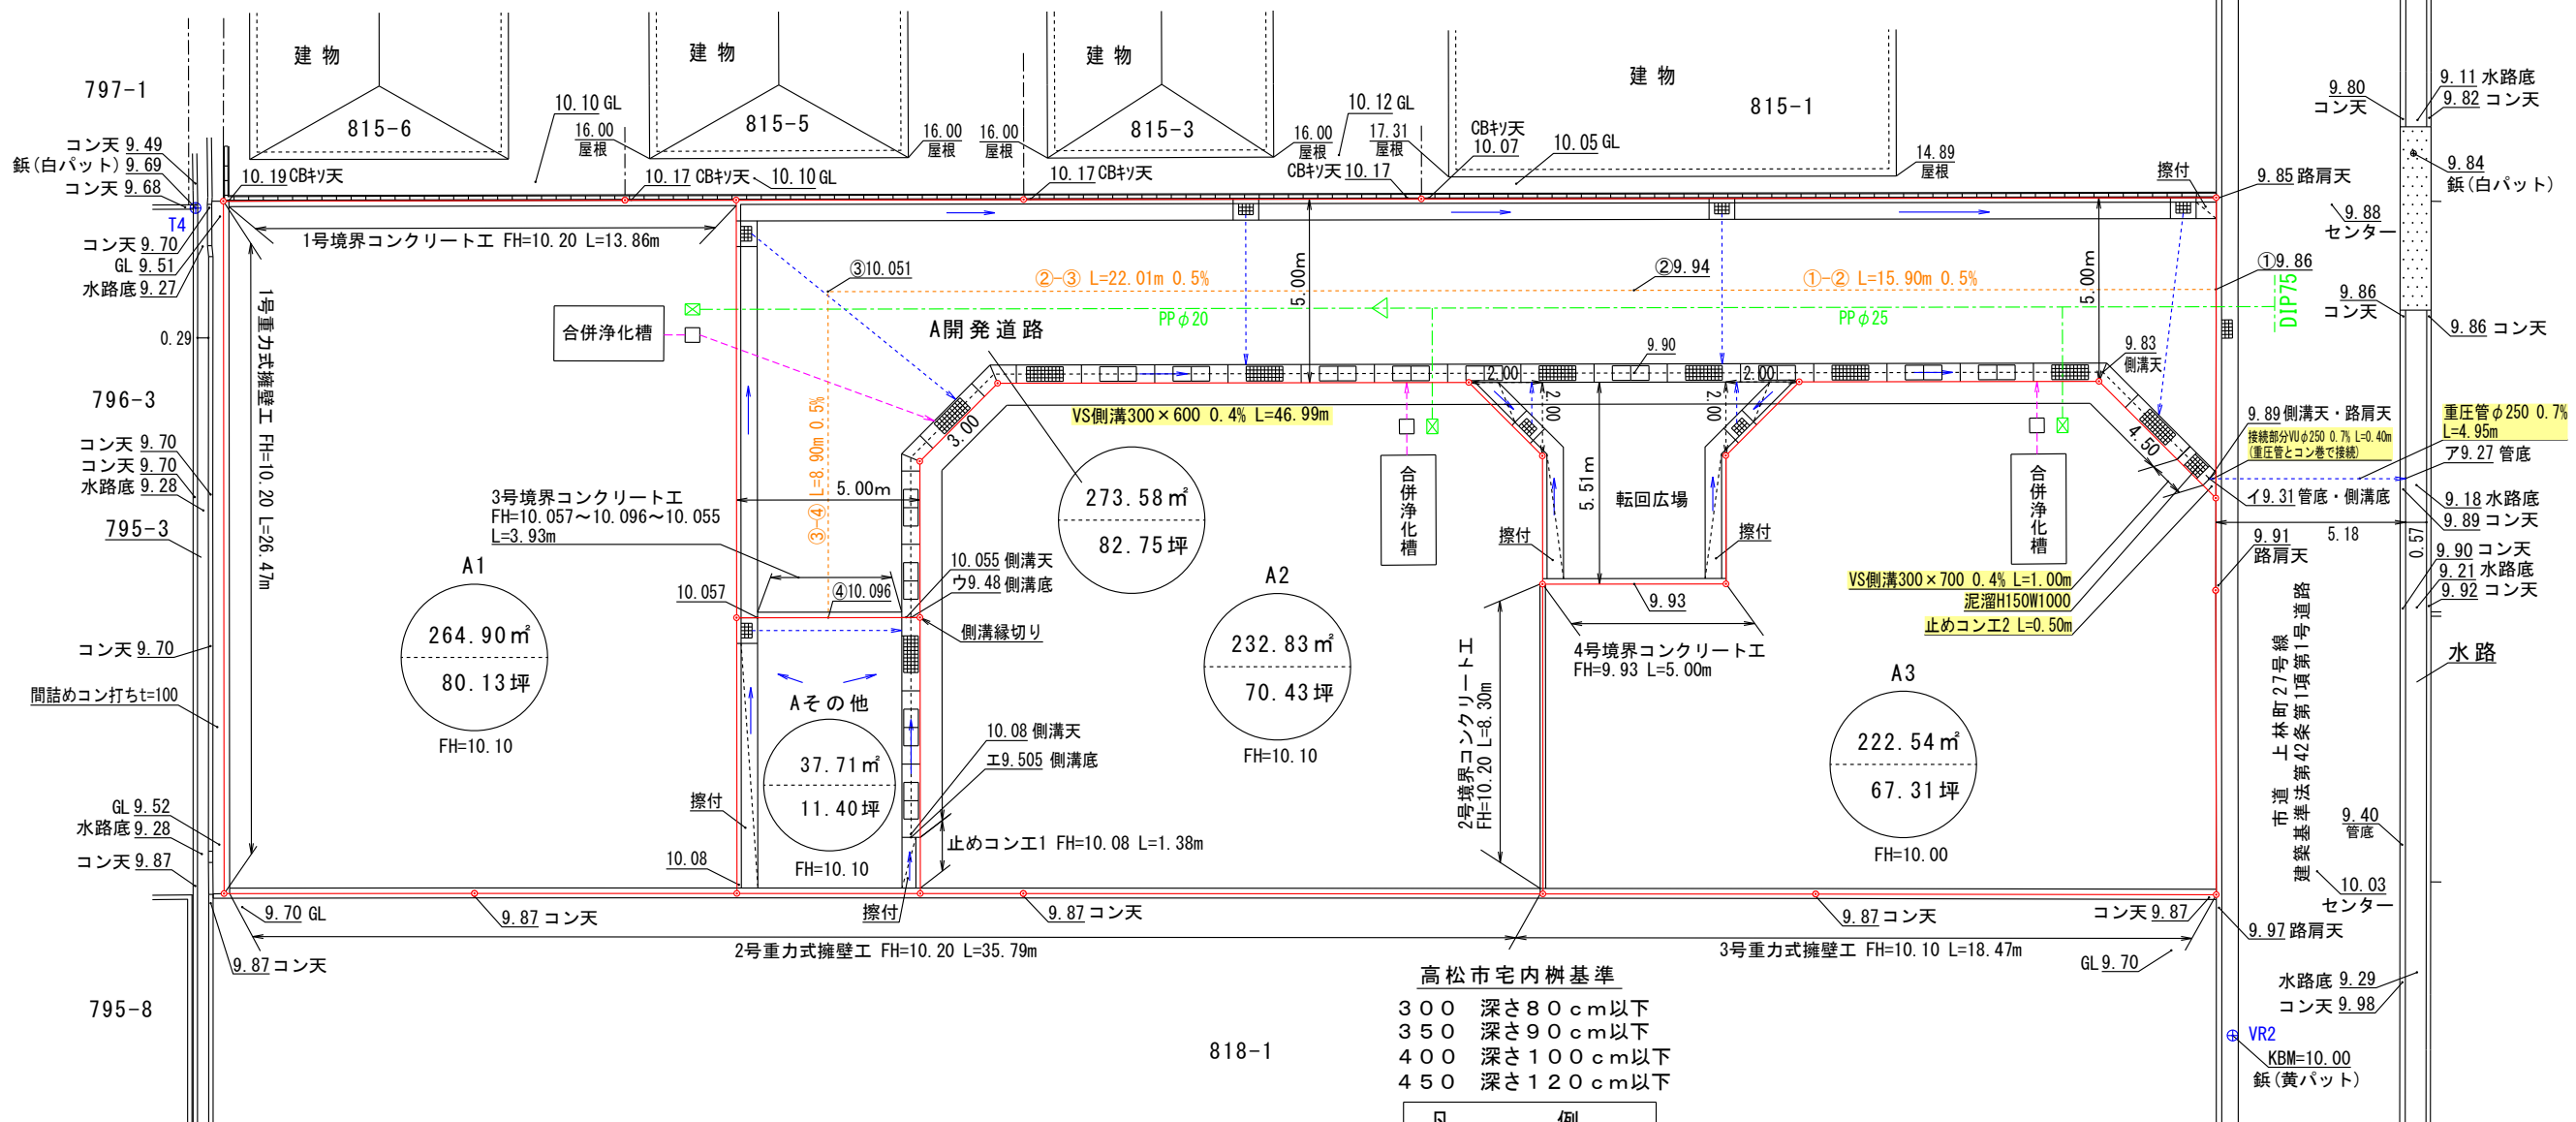 建 物
建 物
建 物
建 物
797-1
815-6
815-5
815-3
815-1
10.10 GL
16.00
屋根
16.00
屋根
16.00
屋根
10.12 GL
16.00
屋根
17.31
屋根
CBｷｿ天
10.07
10.05 GL
14.89
屋根
擦付
9.80
コン天
9.11 水路底
9.82 コン天
9.84
鋲(白パット)
9.85 路肩天
9.88
センター
コン天 9.49
鋲(白パット) 9.69
コン天 9.68
T4
10.19 CBｷｿ天
10.17 CBｷｿ天
10.10 GL
10.17 CBｷｿ天
CBｷｿ天 10.17
コン天 9.70
GL 9.51
水路底 9.27
0.29
1号境界コンクリート工 FH=10.20 L=13.86m
1号重力式擁壁工 FH=10.20 L=26.47m
③10.051
②-③ L=22.01m 0.5%
5.00m
②9.94
①-② L=15.90m 0.5%
5.00m
①9.86
DIP75
合併浄化槽
PPφ20
PPφ25
A開発道路
9.90
9.83
側溝天
9.86
コン天
9.86 コン天
796-3
コン天 9.70
コン天 9.70
水路底 9.28
795-3
VS側溝300×600 0.4% L=46.99m
3.00
2.00
2.00
2.00
2.00
4.50
9.89 側溝天・路肩天
接続部分VUφ250 0.7% L=0.40m
(重圧管とコン巻で接続)
重圧管φ250 0.7%
L=4.95m
ア9.27 管底
イ9.31 管底・側溝底
9.18 水路底
9.89 コン天
5.18
0.57
③-④ L=8.90m 0.5%
5.00m
3号境界コンクリート工
FH=10.057～10.096～10.055
L=3.93m
273.58㎡
82.75坪
合併浄化槽
5.51m
転回広場
合併浄化槽
擦付
擦付
9.91
路肩天
9.90 コン天
9.21 水路底
9.92 コン天
A1
264.90㎡
80.13坪
FH=10.10
10.057
④10.096
10.055 側溝天
ウ9.48 側溝底
側溝縁切り
A2
232.83㎡
70.43坪
FH=10.10
VS側溝300×700 0.4% L=1.00m
泥溜H150W1000
止めコン工2 L=0.50m
9.93
4号境界コンクリート工
FH=9.93 L=5.00m
2号境界コンクリート工
FH=10.20 L=8.30m
A3
222.54㎡
67.31坪
FH=10.00
市道 上林町27号線
建築基準法第42条第1項第1号道路
水路
コン天 9.70
間詰めコン打ちt=100
Aその他
37.71㎡
11.40坪
FH=10.10
10.08 側溝天
エ9.505 側溝底
擦付
10.08
止めコン工1 FH=10.08 L=1.38m
GL 9.52
水路底 9.28
コン天 9.87
9.40
管底
10.03
センター
9.70 GL
9.87 コン天
擦付
9.87 コン天
9.87 コン天
コン天 9.87
9.97 路肩天
9.87 コン天
2号重力式擁壁工 FH=10.20 L=35.79m
3号重力式擁壁工 FH=10.10 L=18.47m
GL 9.70
水路底 9.29
コン天 9.98
795-8
818-1
高松市宅内桝基準
３００ 深さ８０ｃｍ以下
３５０ 深さ９０ｃｍ以下
４００ 深さ１００ｃｍ以下
４５０ 深さ１２０ｃｍ以下
VR2
KBM=10.00
鋲(黄パット)
凡 例